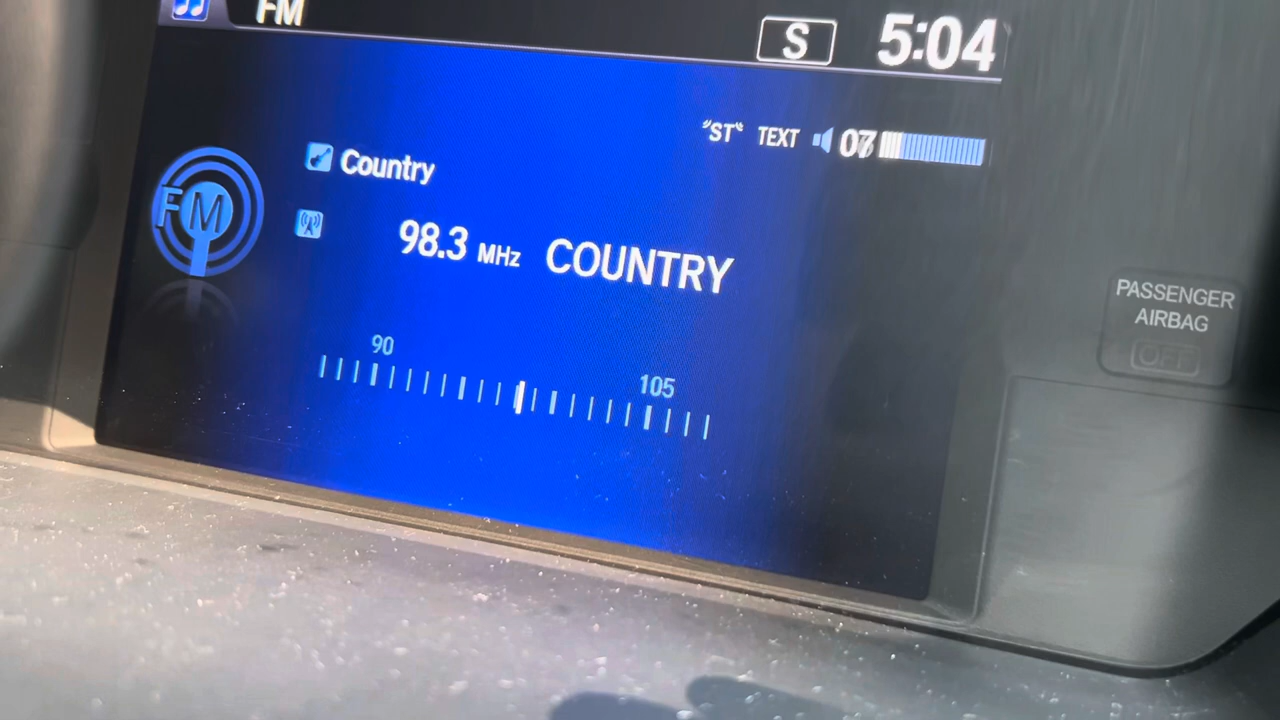 FM
S
5:04
"ST" TEXT 07
Country
FM
98.3 MHz COUNTRY
90
105
PASSENGER
AIRBAG
OFF